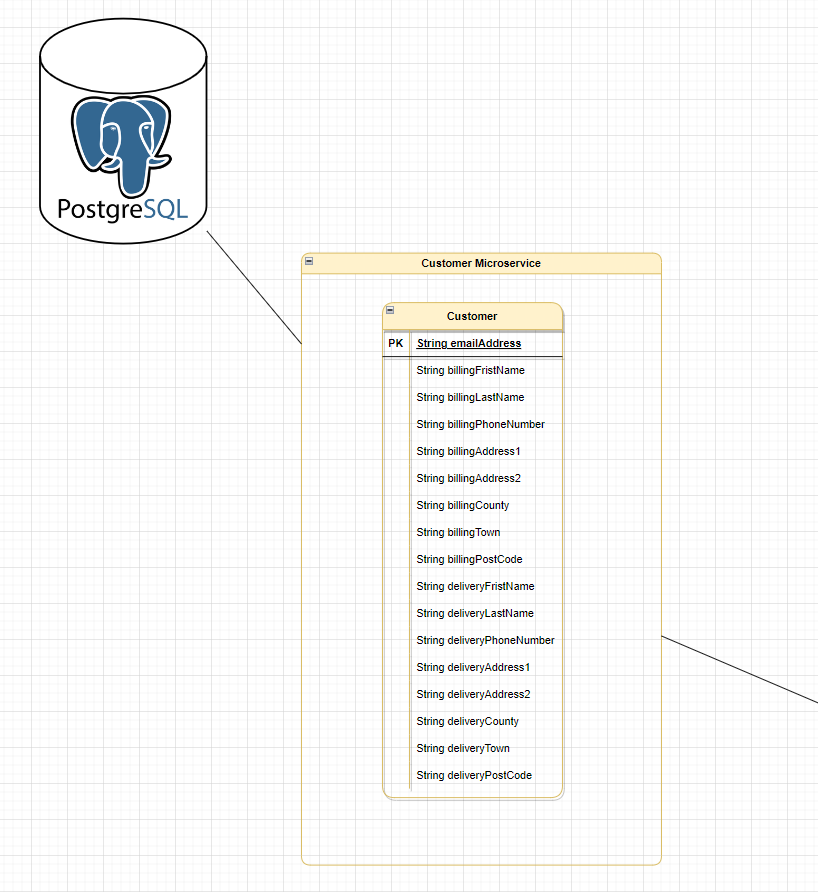 PostgreSQL
Customer Microservice
Customer
PK String emailAddress
String billingFristName
String billingLastName
String billingPhoneNumber
String billingAddress1
String billingAddress2
String billingCounty
String billingTown
String billingPostCode
String deliveryFristName
String deliveryLastName
String deliveryPhoneNumber
String deliveryAddress1
String deliveryAddress2
String deliveryCounty
String deliveryTown
String deliveryPostCode